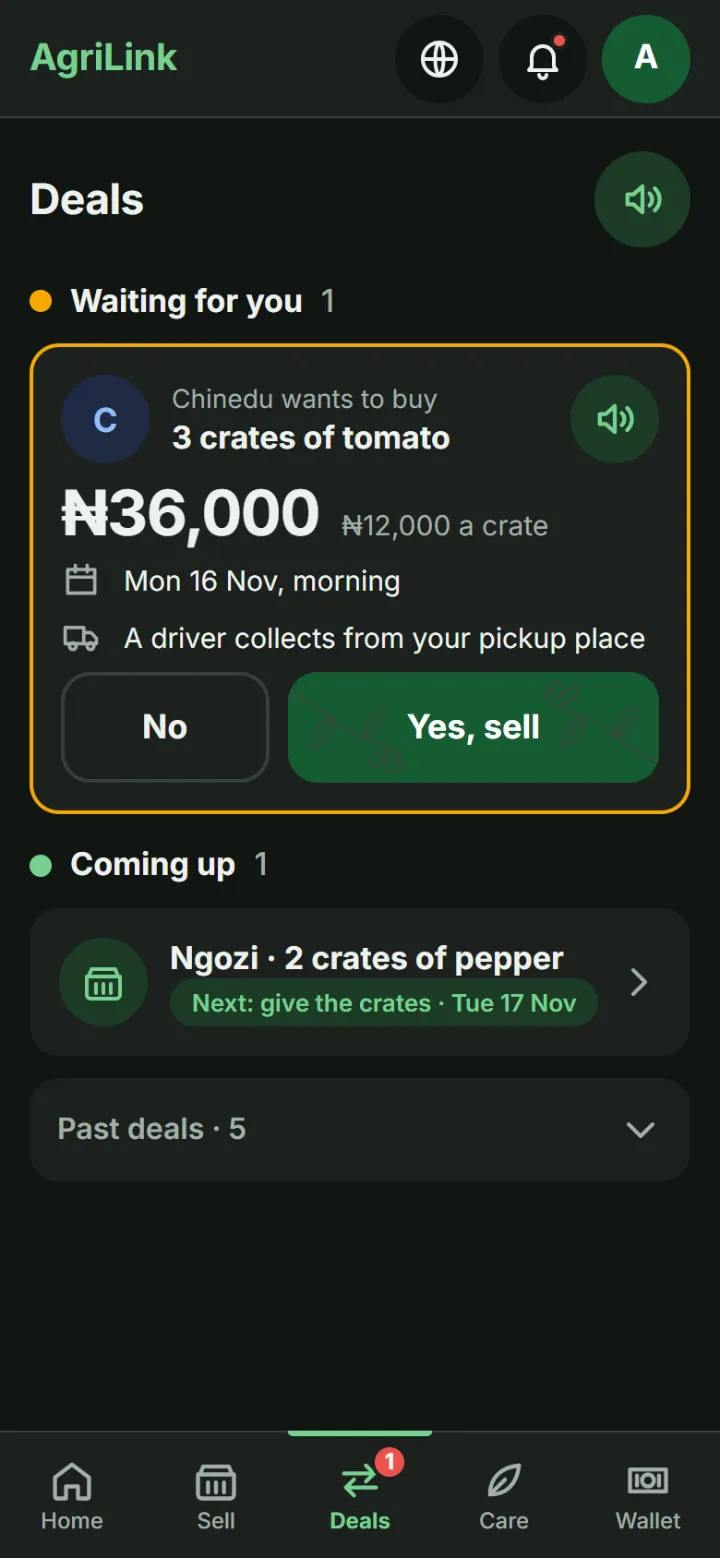 AgriLink
A
Deals
Waiting for you 1
C
Chinedu wants to buy
3 crates of tomato
₦36,000 ₦12,000 a crate
Mon 16 Nov, morning
A driver collects from your pickup place
No
Yes, sell
Coming up 1
Ngozi · 2 crates of pepper
Next: give the crates · Tue 17 Nov
Past deals · 5
1
Home
Sell
Deals
Care
Wallet